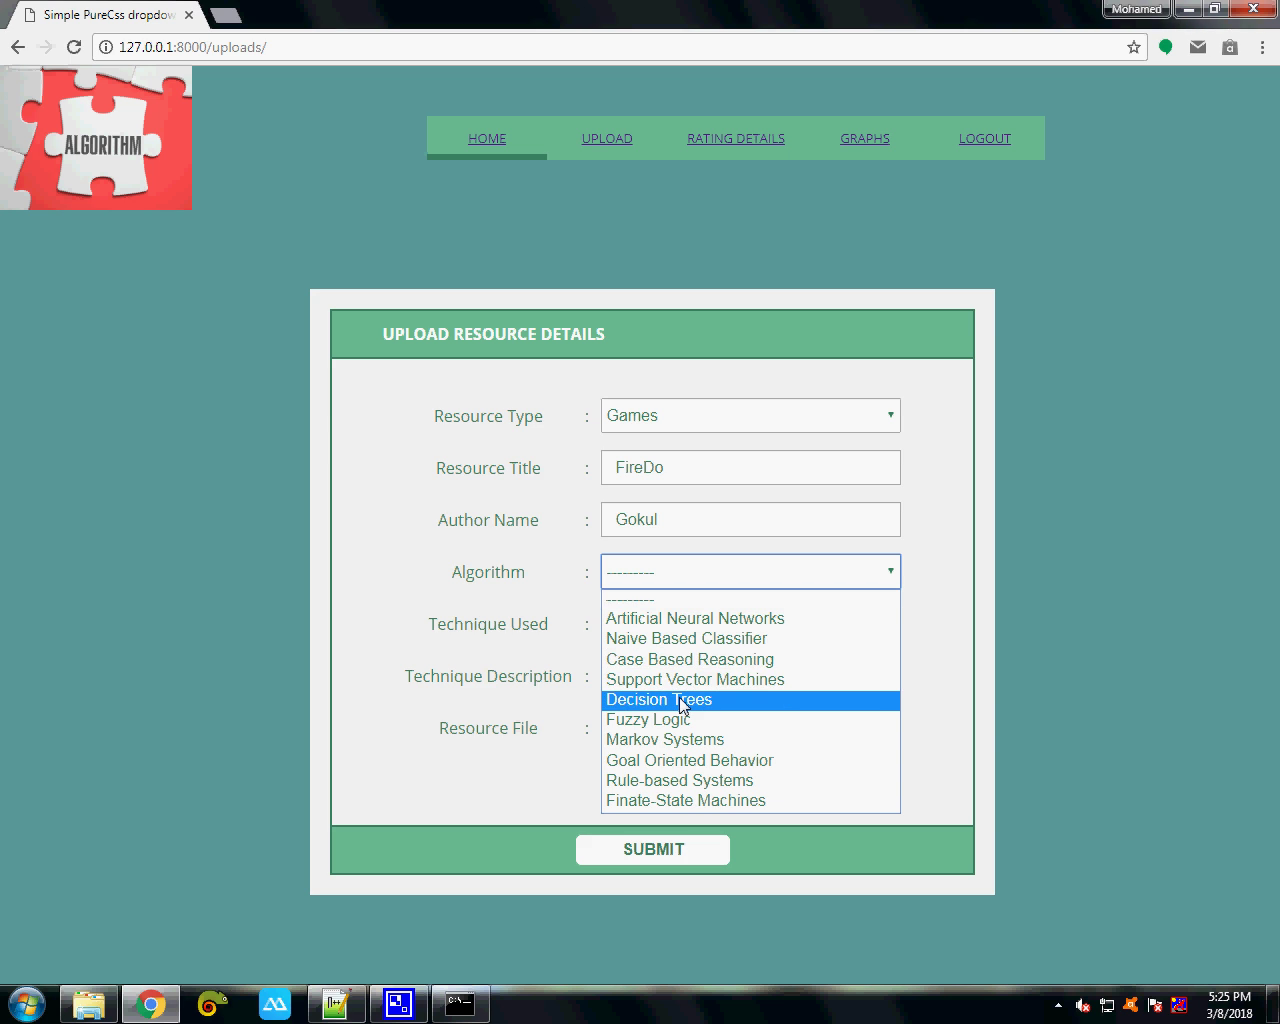 Simple PureCss dropdow
Mohamed
127.0.0.1:8000/uploads/
ALGORITHM
HOME UPLOAD RATING DETAILS GRAPHS LOGOUT
UPLOAD RESOURCE DETAILS
Resource Type : Games
Resource Title : FireDo
Author Name : Gokul
Algorithm : ---------
---------
Artificial Neural Networks
Technique Used :
Naive Based Classifier
Case Based Reasoning
Technique Description :
Support Vector Machines
Decision Trees
Fuzzy Logic
Resource File :
Markov Systems
Goal Oriented Behavior
Rule-based Systems
Finate-State Machines
SUBMIT
5:25 PM
3/8/2018